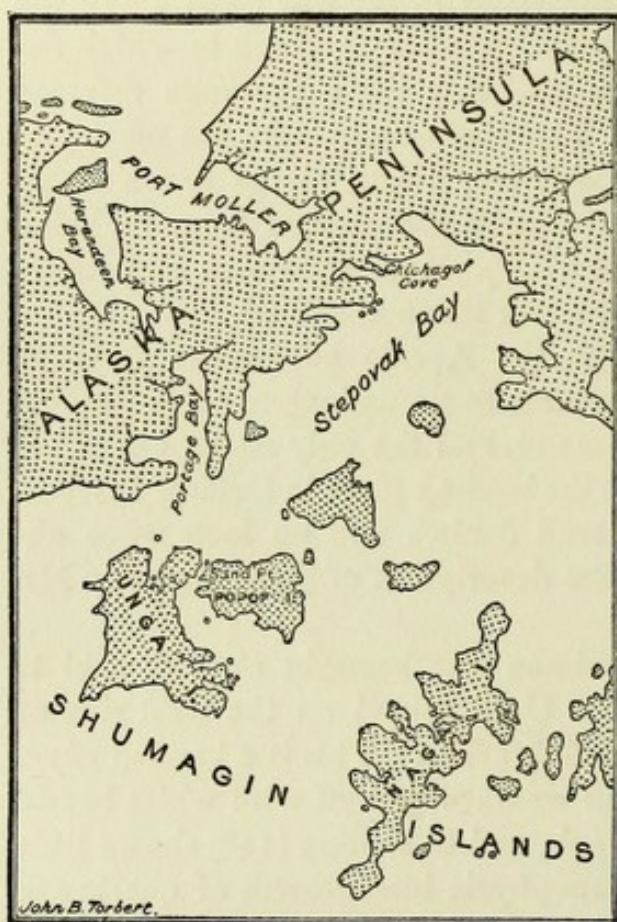 ALASKA PENINSULA
PORT MOLLER
Herendeen
Bay
Chichagof
Cove
Stepovak Bay
Portage Bay
Sand Pt.
POPOF I.
UNGA
NAGAI
SHUMAGIN ISLANDS
John B. Torbert.